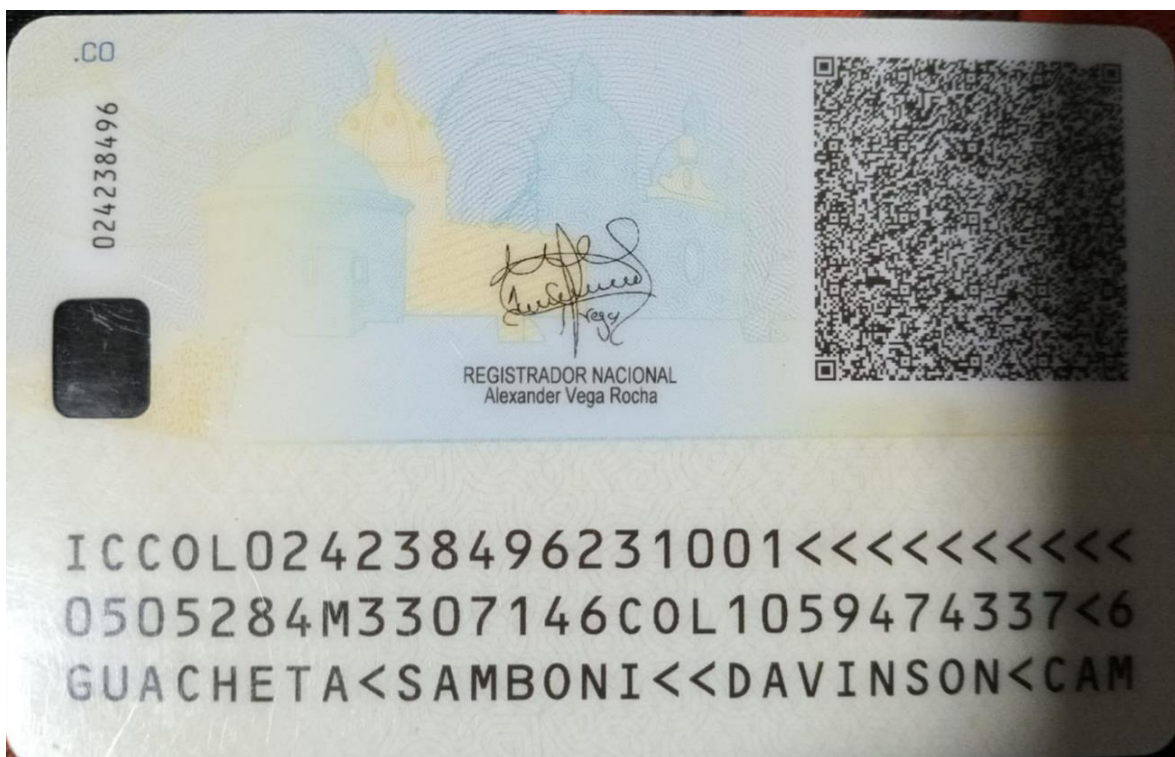 .CO
024238496
REGISTRADOR NACIONAL
Alexander Vega Rocha
ICCOL024238496231001<<<<<<<<<<
0505284M3307146COL1059474337<6
GUACHETA<SAMBONI<<DAVINSON<CAM